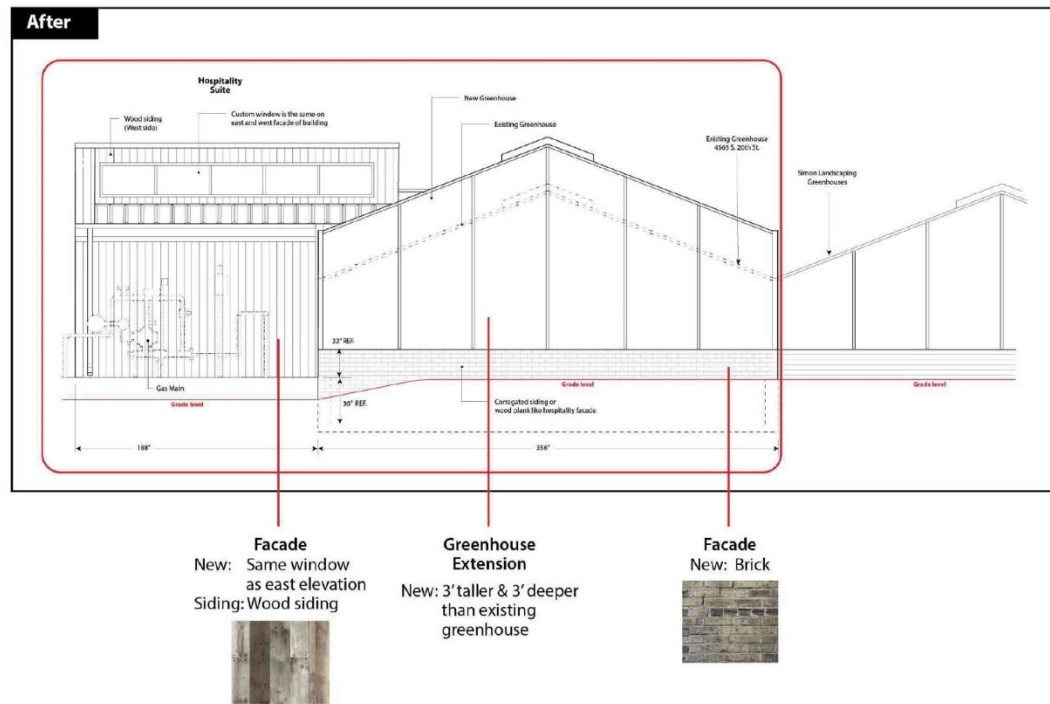 After
Hospitality
Suite
Wood siding
(West side)
Custom window is the same on
east and west facade of building
New Greenhouse
Existing Greenhouse
Existing Greenhouse
4565 S. 20th St.
Simon Landscaping
Greenhouses
22" REF.
Gas Main
Grade level
36" REF.
Corrugated siding or
wood plank like hospitality facade
Grade level
Grade level
188"
356"
Facade
New: Same window
as east elevation
Siding: Wood siding
Greenhouse
Extension
New: 3' taller & 3' deeper
than existing
greenhouse
Facade
New: Brick